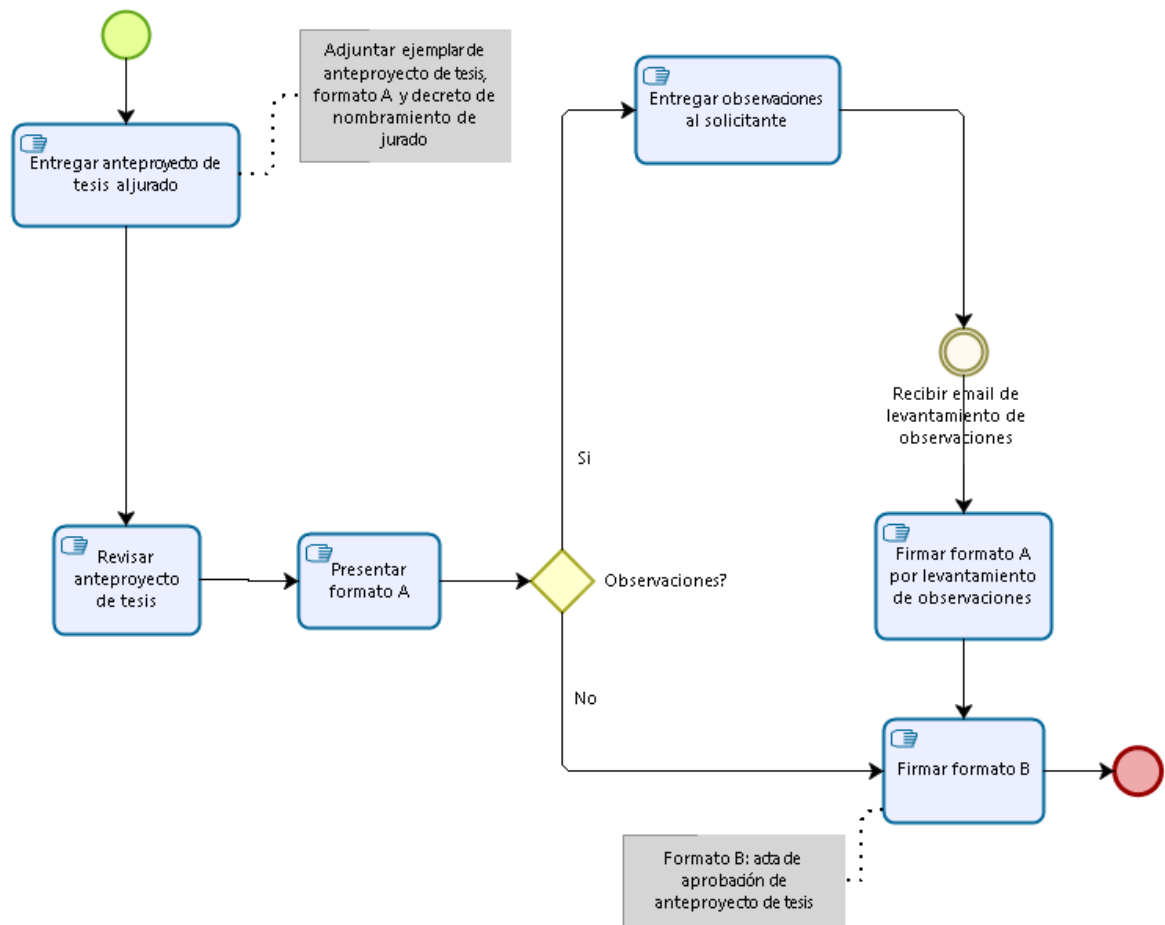 Adjuntar ejemplar de
anteproyecto de tesis,
formato A y decreto de
nombramiento de
jurado
Entregar anteproyecto de
tesis al jurado
Entregar observaciones
al solicitante
Recibir email de
levantamiento de
observaciones
Si
Revisar
anteproyecto
de tesis
Presentar
formato A
Observaciones?
Firmar formato A
por levantamiento
de observaciones
No
Firmar formato B
Formato B: acta de
aprobación de
anteproyecto de tesis